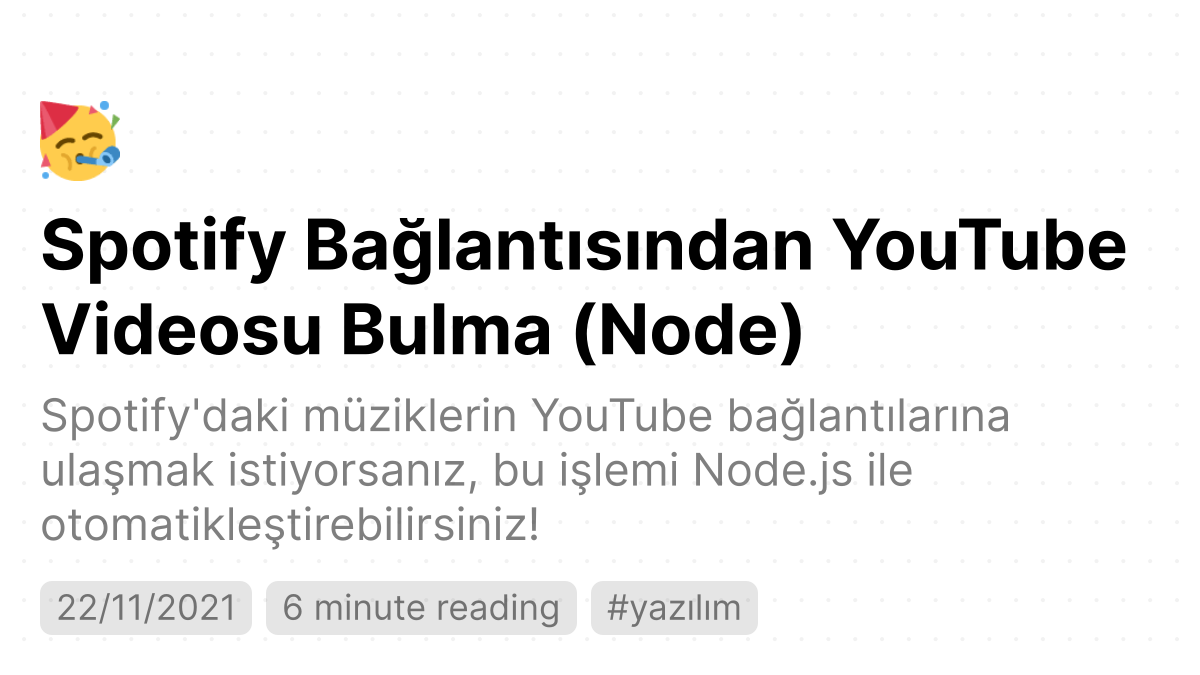 Spotify Bağlantısından YouTube
Videosu Bulma (Node)
Spotify'daki müziklerin YouTube bağlantılarına
ulaşmak istiyorsanız, bu işlemi Node.js ile
otomatikleştirebilirsiniz!
22/11/2021 6 minute reading #yazılım